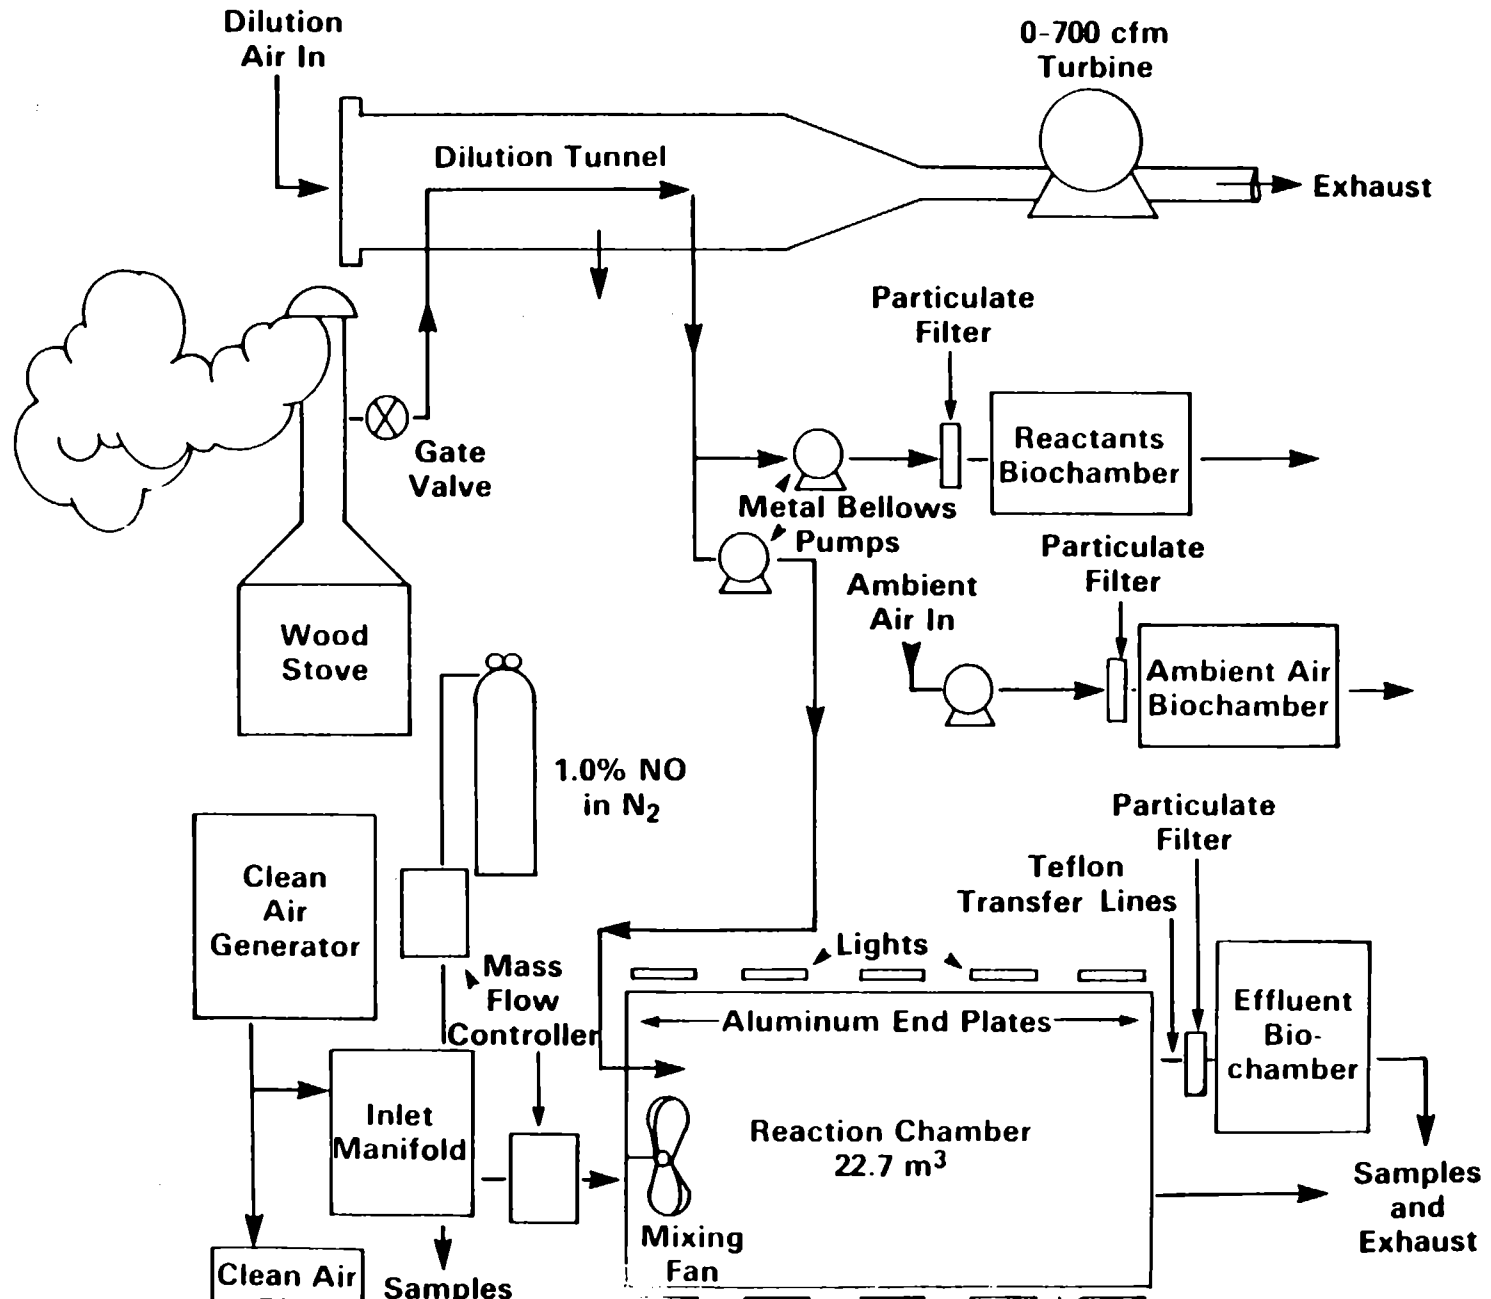 Dilution
Air In
0-700 cfm
Turbine
Dilution Tunnel
Exhaust
Particulate
Filter
Gate
Valve
Reactants
Biochamber
Metal Bellows
Pumps
Particulate
Filter
Ambient
Air In
Wood
Stove
Ambient Air
Biochamber
1.0% NO
in N2
Particulate
Filter
Clean
Air
Generator
Teflon
Transfer Lines
Lights
Mass
Flow
Controller
Aluminum End Plates
Effluent
Bio-
chamber
Inlet
Manifold
Reaction Chamber
22.7 m3
Samples
and
Exhaust
Mixing
Fan
Clean Air
Samples